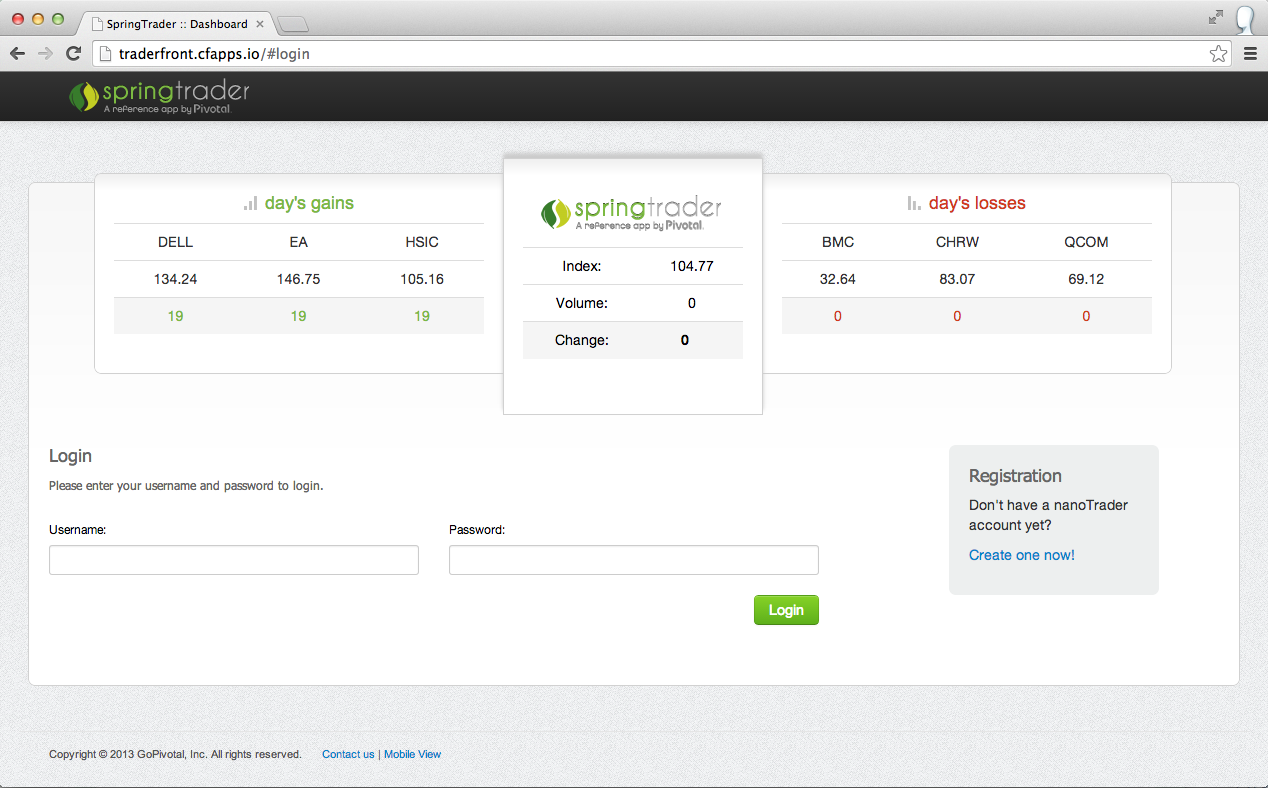 SpringTrader :: Dashboard
traderfront.cfapps.io/#login
springtrader
A reference app by Pivotal.
day's gains
DELL EA HSIC
134.24 146.75 105.16
19 19 19
springtrader
A reference app by Pivotal.
Index: 104.77
Volume: 0
Change: 0
day's losses
BMC CHRW QCOM
32.64 83.07 69.12
0 0 0
Login
Please enter your username and password to login.
Username: Password:
Login
Registration
Don't have a nanoTrader
account yet?
Create one now!
Copyright © 2013 GoPivotal, Inc. All rights reserved. Contact us | Mobile View